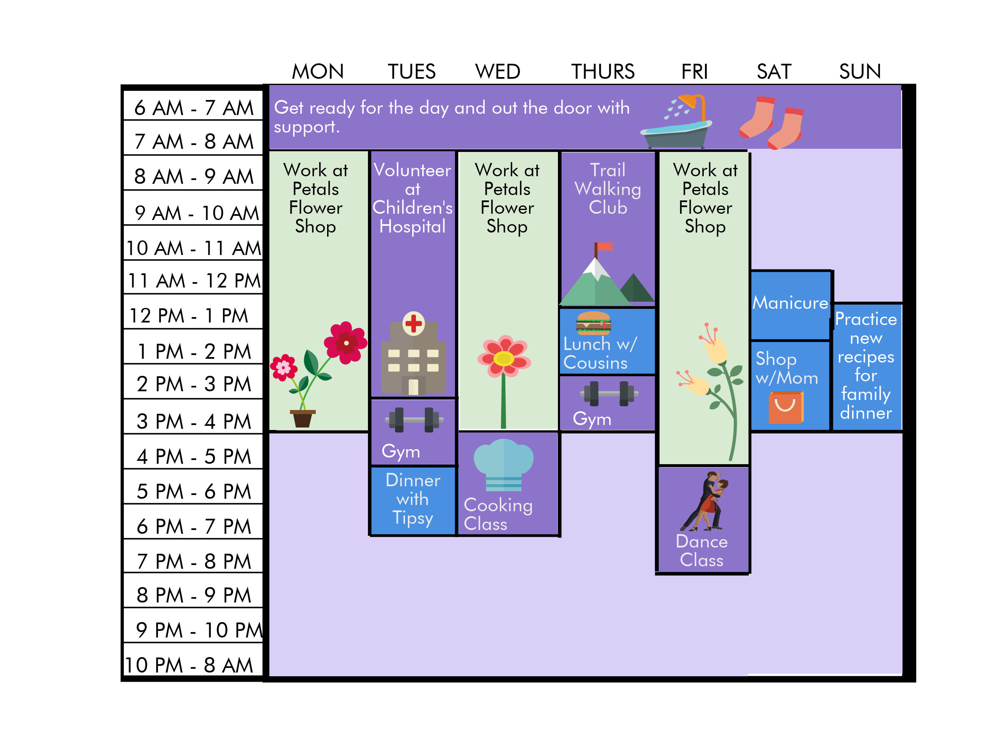 MON TUES WED THURS FRI SAT SUN
6 AM - 7 AM
7 AM - 8 AM
8 AM - 9 AM
9 AM - 10 AM
10 AM - 11 AM
11 AM - 12 PM
12 PM - 1 PM
1 PM - 2 PM
2 PM - 3 PM
3 PM - 4 PM
4 PM - 5 PM
5 PM - 6 PM
6 PM - 7 PM
7 PM - 8 PM
8 PM - 9 PM
9 PM - 10 PM
10 PM - 8 AM
Get ready for the day and out the door with
support.
Work at
Petals
Flower
Shop
Volunteer
at
Children's
Hospital
Gym
Dinner
with
Tipsy
Work at
Petals
Flower
Shop
Cooking
Class
Trail
Walking
Club
Lunch w/
Cousins
Gym
Work at
Petals
Flower
Shop
Dance
Class
Manicure
Shop
w/Mom
Practice
new
recipes
for
family
dinner